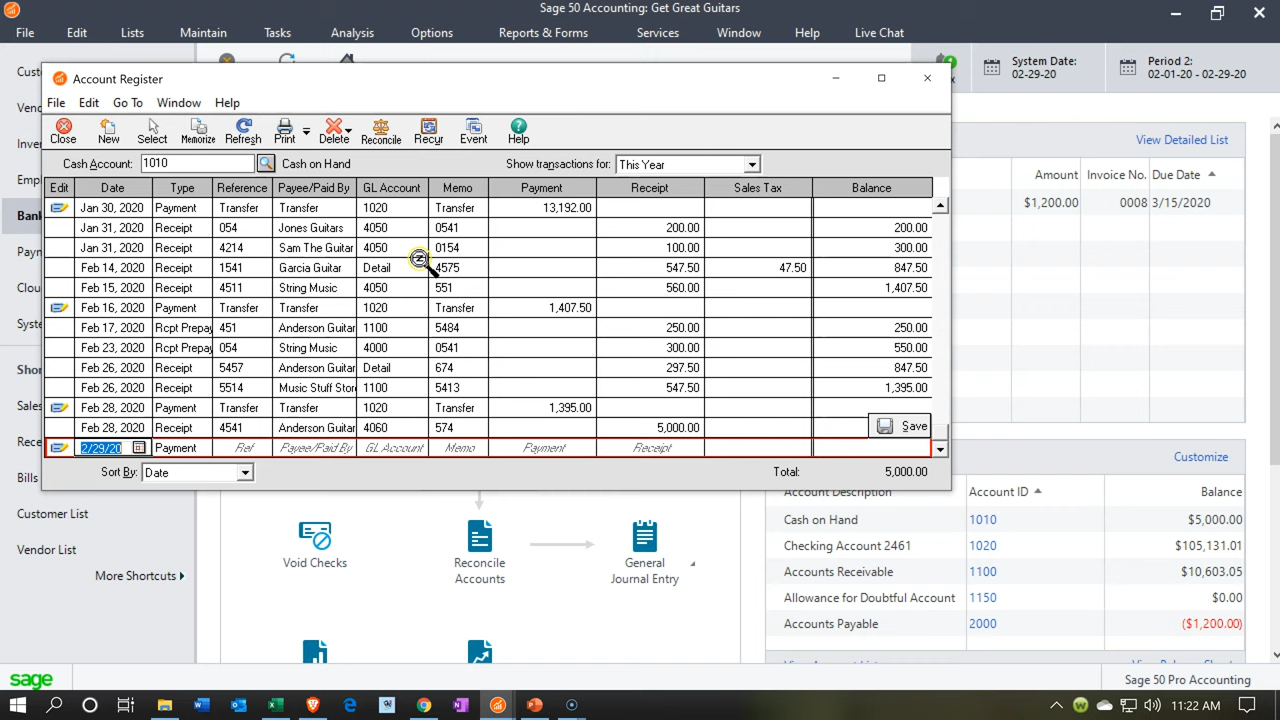 Sage 50 Accounting: Get Great Guitars
File Edit Lists Maintain Tasks Analysis Options Reports & Forms Services Window Help Live Chat
System Date: 02-29-20
Period 2: 02-01-20 - 02-29-20
Account Register
File Edit Go To Window Help
Close New Select Memorize Refresh Print Delete Reconcile Recur Event Help
Cash Account: 1010 Cash on Hand Show transactions for: This Year
Edit Date Type Reference Payee/Paid By GL Account Memo Payment Receipt Sales Tax Balance
Jan 30, 2020 Payment Transfer Transfer 1020 Transfer 13,192.00
Jan 31, 2020 Receipt 054 Jones Guitars 4050 0541 200.00 200.00
Jan 31, 2020 Receipt 4214 Sam The Guitar 4050 0154 100.00 300.00
Feb 14, 2020 Receipt 1541 Garcia Guitar Detail 4575 547.50 47.50 847.50
Feb 15, 2020 Receipt 4511 String Music 4050 551 560.00 1,407.50
Feb 16, 2020 Payment Transfer Transfer 1020 Transfer 1,407.50
Feb 17, 2020 Rcpt Prepay 451 Anderson Guitar 1100 5484 250.00 250.00
Feb 23, 2020 Rcpt Prepay 054 String Music 4000 0541 300.00 550.00
Feb 26, 2020 Receipt 5457 Anderson Guitar Detail 674 297.50 847.50
Feb 26, 2020 Receipt 5514 Music Stuff Store 1100 5413 547.50 1,395.00
Feb 28, 2020 Payment Transfer Transfer 1020 Transfer 1,395.00
Feb 28, 2020 Receipt 4541 Anderson Guitar 4060 574 5,000.00 Save
2/29/20 Payment Ref Payee/Paid By GL Account Memo Payment Receipt
Sort By: Date Total: 5,000.00
View Detailed List
Amount Invoice No. Due Date
$1,200.00 0008 3/15/2020
Customize
Account Description Account ID Balance
Cash on Hand 1010 $5,000.00
Checking Account 2461 1020 $105,131.01
Accounts Receivable 1100 $10,603.05
Allowance for Doubtful Account 1150 $0.00
Accounts Payable 2000 ($1,200.00)
Customer List
Vendor List
More Shortcuts
Void Checks
Reconcile Accounts
General Journal Entry
sage Sage 50 Pro Accounting
11:22 AM